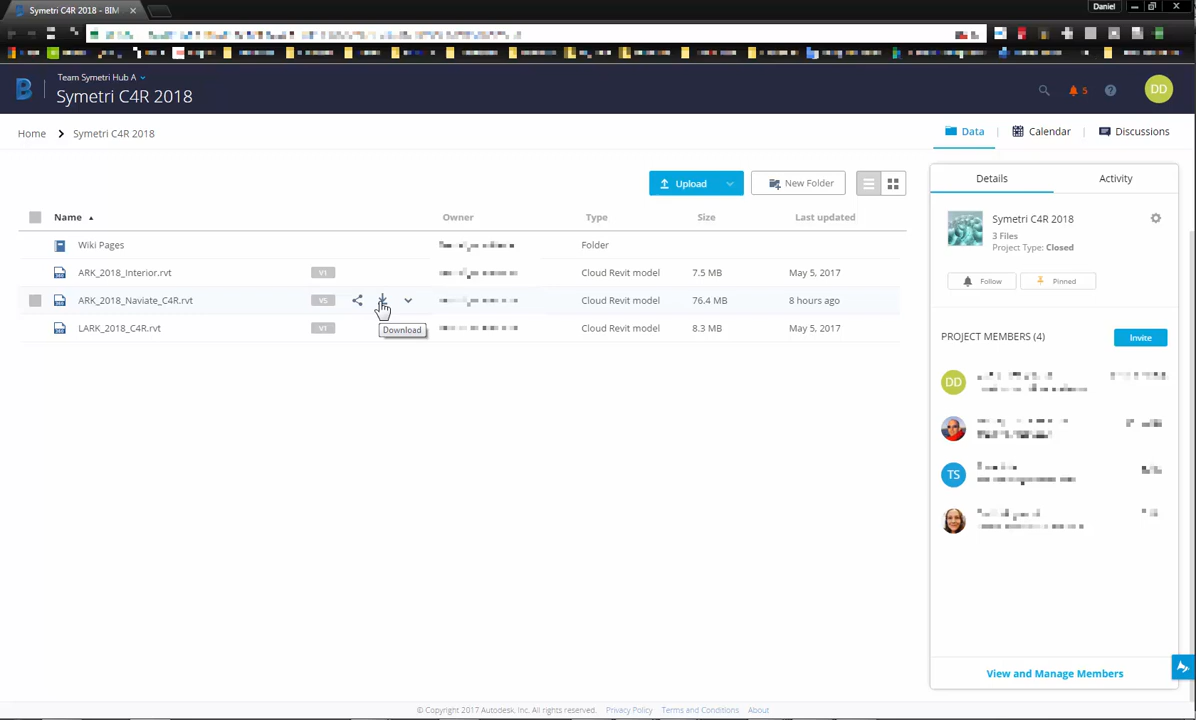 Symetri C4R 2018 - BIM
Daniel
Team Symetri Hub A
Symetri C4R 2018
5
DD
Home > Symetri C4R 2018
Data
Calendar
Discussions
Upload
New Folder
Details
Activity
Name
Owner
Type
Size
Last updated
Symetri C4R 2018
3 Files
Project Type: Closed
Wiki Pages
Folder
ARK_2018_Interior.rvt
V1
Cloud Revit model
7.5 MB
May 5, 2017
Follow
Pinned
ARK_2018_Naviate_C4R.rvt
V5
Cloud Revit model
76.4 MB
8 hours ago
Download
LARK_2018_C4R.rvt
V1
Cloud Revit model
8.3 MB
May 5, 2017
PROJECT MEMBERS (4)
Invite
DD
TS
View and Manage Members
© Copyright 2017 Autodesk, Inc. All rights reserved.
Privacy Policy
Terms and Conditions
About